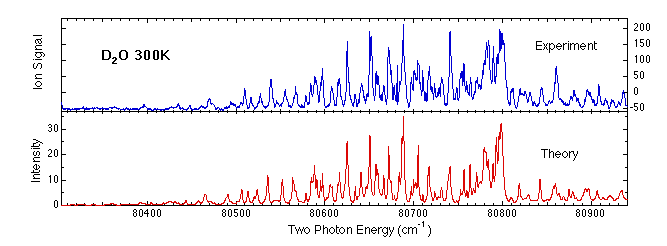 D₂O 300K
Experiment
Ion Signal
200
150
100
50
0
-50
Theory
Intensity
30
20
10
0
80400 80500 80600 80700 80800 80900
Two Photon Energy (cm⁻¹)